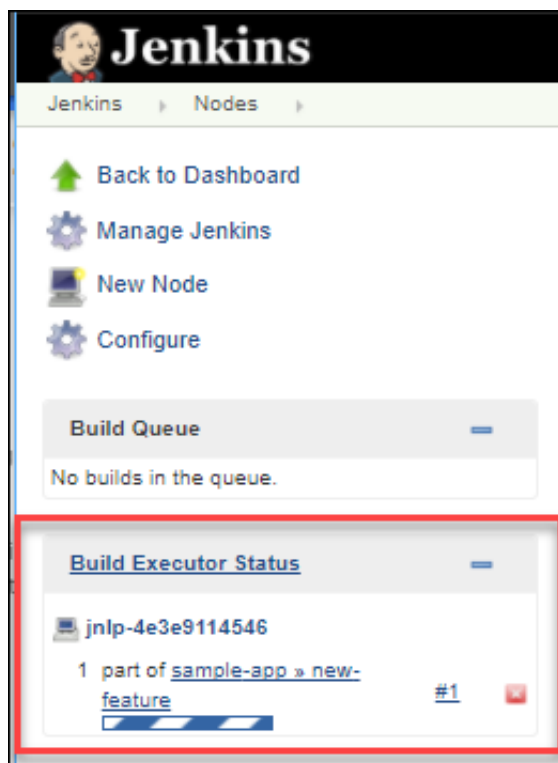 Jenkins
Jenkins Nodes
Back to Dashboard
Manage Jenkins
New Node
Configure
Build Queue
No builds in the queue.
Build Executor Status
jnlp-4e3e9114546
1 part of sample-app » new-
feature #1